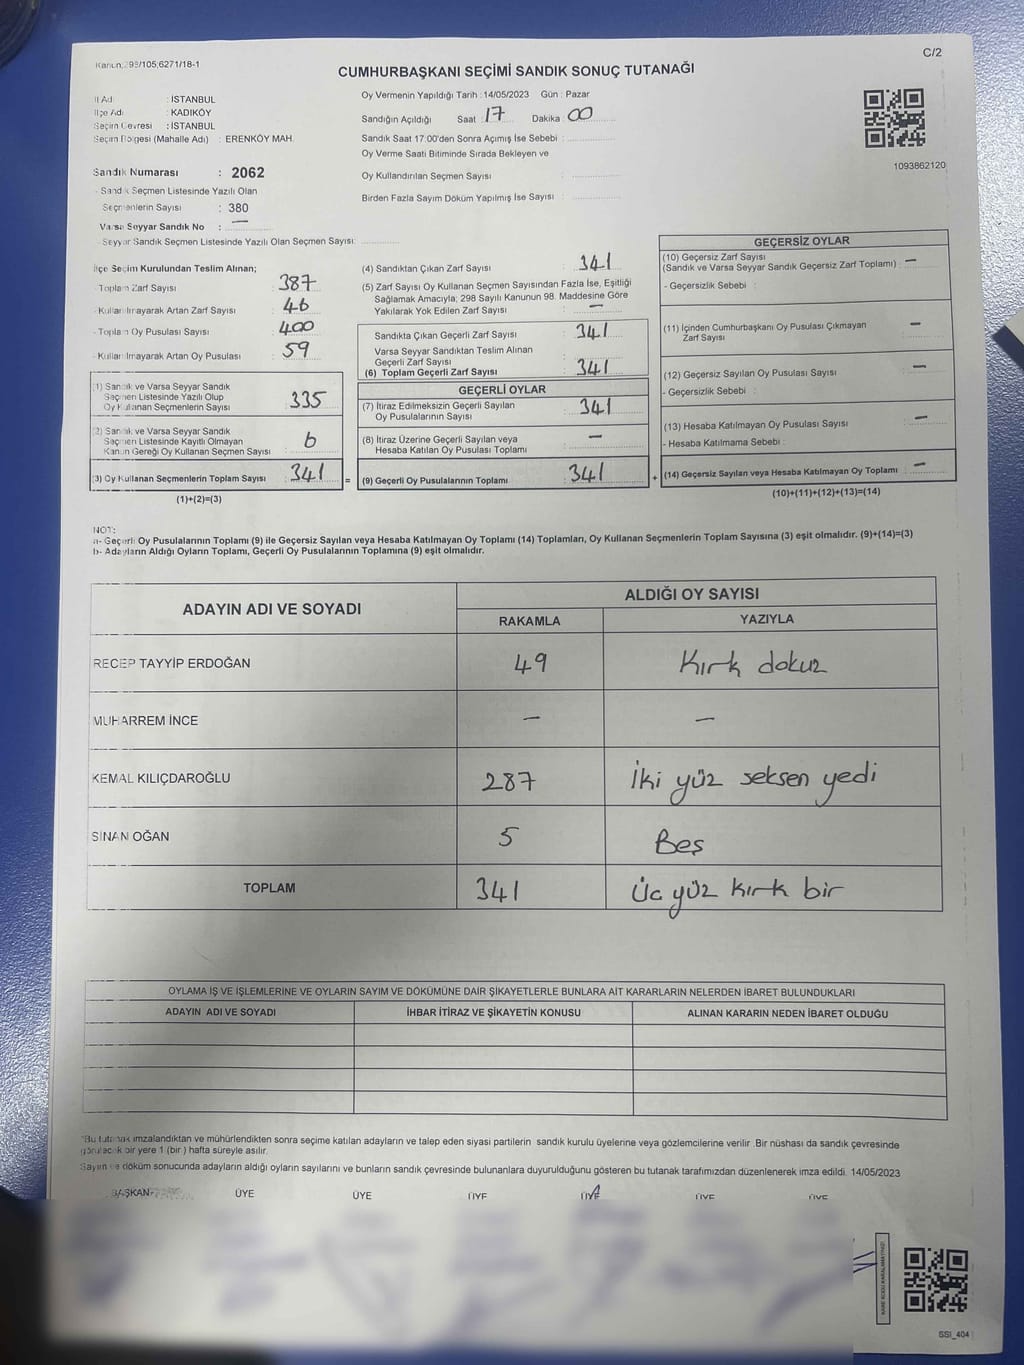 Kanun: 298/105;6271/18-1
C/2
CUMHURBAŞKANI SEÇİMİ SANDIK SONUÇ TUTANAĞI
İl Adı : İSTANBUL
İlçe Adı : KADIKÖY
Seçim Çevresi : İSTANBUL
Seçim Bölgesi (Mahalle Adı) : ERENKÖY MAH.
Oy Vermenin Yapıldığı Tarih : 14/05/2023 Gün : Pazar
Sandığın Açıldığı Saat : 17 Dakika : 00
Sandık Saat 17.00'den Sonra Açımış İse Sebebi :
Oy Verme Saati Bitiminde Sırada Bekleyen ve
Oy Kullandırılan Seçmen Sayısı :
Birden Fazla Sayım Döküm Yapılmış İse Sayısı :
1093862120
Sandık Numarası : 2062
- Sandık Seçmen Listesinde Yazılı Olan
Seçmenlerin Sayısı : 380
Varsa Seyyar Sandık No : —
- Seyyar Sandık Seçmen Listesinde Yazılı Olan Seçmen Sayısı:
İlçe Seçim Kurulundan Teslim Alınan;
- Toplam Zarf Sayısı : 387
- Kullanılmayarak Artan Zarf Sayısı : 46
- Toplam Oy Pusulası Sayısı : 400
- Kullanılmayarak Artan Oy Pusulası : 59
(1) Sandık ve Varsa Seyyar Sandık
Seçmen Listesinde Yazılı Olup
Oy Kullanan Seçmenlerin Sayısı : 335
(2) Sandık ve Varsa Seyyar Sandık
Seçmen Listesinde Kayıtlı Olmayan
Kanun Gereği Oy Kullanan Seçmen Sayısı : 6
(3) Oy Kullanan Seçmenlerin Toplam Sayısı : 341 =
(1)+(2)=(3)
(4) Sandıktan Çıkan Zarf Sayısı : 341
(5) Zarf Sayısı Oy Kullanan Seçmen Sayısından Fazla İse, Eşitliği
Sağlamak Amacıyla; 298 Sayılı Kanunun 98. Maddesine Göre
Yakılarak Yok Edilen Zarf Sayısı : —
Sandıkta Çıkan Geçerli Zarf Sayısı : 341
Varsa Seyyar Sandıktan Teslim Alınan
Geçerli Zarf Sayısı :
(6) Toplam Geçerli Zarf Sayısı : 341
GEÇERLİ OYLAR
(7) İtiraz Edilmeksizin Geçerli Sayılan
Oy Pusulalarının Sayısı : 341
(8) İtiraz Üzerine Geçerli Sayılan veya
Hesaba Katılan Oy Pusulası Toplamı : —
(9) Geçerli Oy Pusulalarının Toplamı : 341 +
GEÇERSİZ OYLAR
(10) Geçersiz Zarf Sayısı
(Sandık ve Varsa Seyyar Sandık Geçersiz Zarf Toplamı) : —
- Geçersizlik Sebebi :
(11) İçinden Cumhurbaşkanı Oy Pusulası Çıkmayan
Zarf Sayısı : —
(12) Geçersiz Sayılan Oy Pusulası Sayısı : —
- Geçersizlik Sebebi :
(13) Hesaba Katılmayan Oy Pusulası Sayısı : —
- Hesaba Katılmama Sebebi :
(14) Geçersiz Sayılan veya Hesaba Katılmayan Oy Toplamı : —
(10)+(11)+(12)+(13)=(14)
NOT:
a- Geçerli Oy Pusulalarının Toplamı (9) ile Geçersiz Sayılan veya Hesaba Katılmayan Oy Toplamı (14) Toplamları, Oy Kullanan Seçmenlerin Toplam Sayısına (3) eşit olmalıdır. (9)+(14)=(3)
b- Adayların Aldığı Oyların Toplamı, Geçerli Oy Pusulalarının Toplamına (9) eşit olmalıdır.
ADAYIN ADI VE SOYADI
ALDIĞI OY SAYISI
RAKAMLA YAZIYLA
RECEP TAYYİP ERDOĞAN 49 Kırk dokuz
MUHARREM İNCE — —
KEMAL KILIÇDAROĞLU 287 İki yüz seksen yedi
SİNAN OĞAN 5 Beş
TOPLAM 341 Üc yüz kırk bir
OYLAMA İŞ VE İŞLEMLERİNE VE OYLARIN SAYIM VE DÖKÜMÜNE DAİR ŞİKAYETLERLE BUNLARA AİT KARARLARIN NELERDEN İBARET BULUNDUKLARI
ADAYIN ADI VE SOYADI İHBAR İTİRAZ VE ŞİKAYETİN KONUSU ALINAN KARARIN NEDEN İBARET OLDUĞU
*Bu tutanak imzalandıktan ve mühürlendikten sonra seçime katılan adayların ve talep eden siyasi partilerin sandık kurulu üyelerine veya gözlemcilerine verilir .Bir nüshası da sandık çevresinde
görülecek bir yere 1 (bir ) hafta süreyle asılır.
Sayım ve döküm sonucunda adayların aldığı oyların sayılarını ve bunların sandık çevresinde bulunanlara duyurulduğunu gösteren bu tutanak tarafımızdan düzenlenerek imza edildi. 14/05/2023
BAŞKAN ÜYE ÜYE ÜYE ÜYE ÜYE ÜYE
KARE KODU KARALAMAYINIZ!
SSI_404